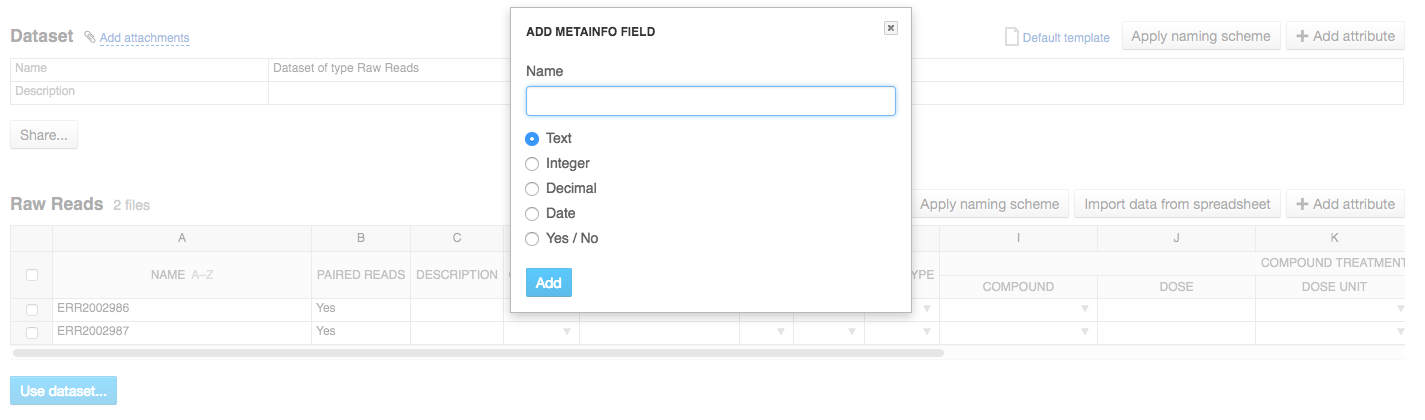 ADD METAINFO FIELD
Dataset Add attachments Default template Apply naming scheme Add attribute
Name
Name Dataset of type Raw Reads
Description
Text
Share...
Integer
Decimal
Raw Reads 2 files Apply naming scheme Import data from spreadsheet Add attribute
Date
A B C I J K
Yes / No
COMPOUND TREATMENT
NAME A–Z PAIRED READS DESCRIPTION YPE
COMPOUND DOSE DOSE UNIT
Add
ERR2002986 Yes
ERR2002987 Yes
Use dataset...